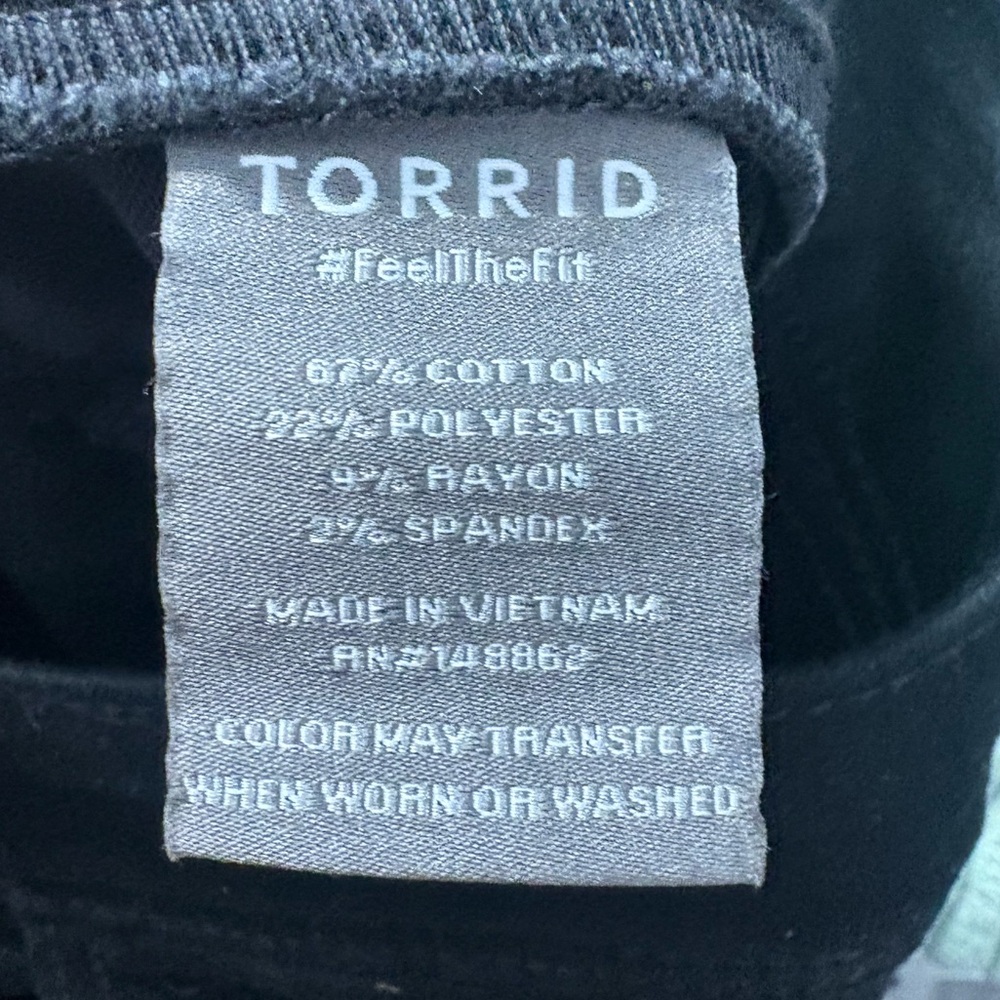 TORRID
#FeelTheFit
67% COTTON
22% POLYESTER
9% RAYON
2% SPANDEX
MADE IN VIETNAM
RN#148862
COLOR MAY TRANSFER
WHEN WORN OR WASHED